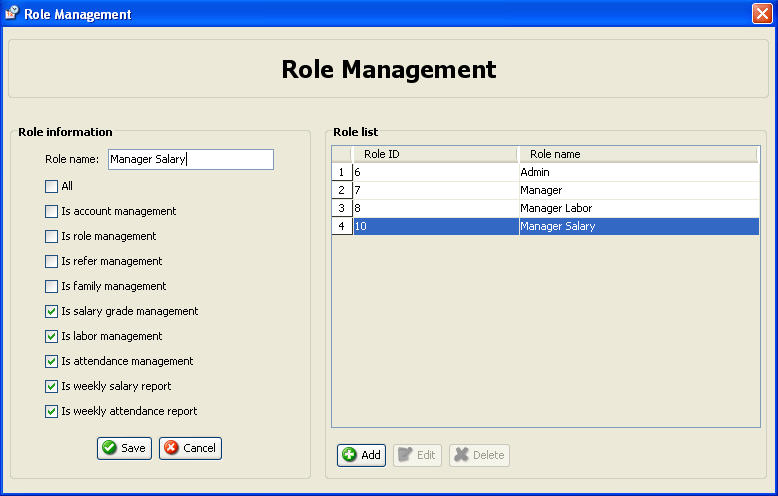 Role Management
Role Management
Role information
Role name: Manager Salary
All
Is account management
Is role management
Is refer management
Is family management
Is salary grade management
Is labor management
Is attendance management
Is weekly salary report
Is weekly attendance report
Save Cancel
Role list
Role ID Role name
1 6 Admin
2 7 Manager
3 8 Manager Labor
4 10 Manager Salary
Add Edit Delete